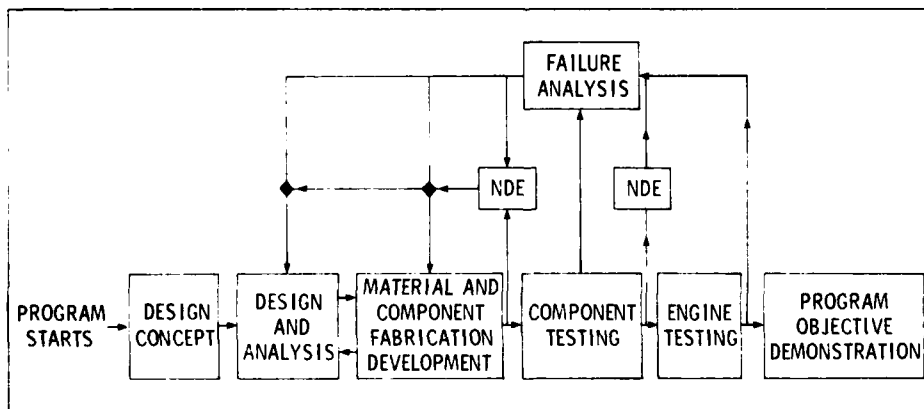 FAILURE
ANALYSIS
NDE
NDE
PROGRAM
STARTS
DESIGN
CONCEPT
DESIGN
AND
ANALYSIS
MATERIAL AND
COMPONENT
FABRICATION
DEVELOPMENT
COMPONENT
TESTING
ENGINE
TESTING
PROGRAM
OBJECTIVE
DEMONSTRATION